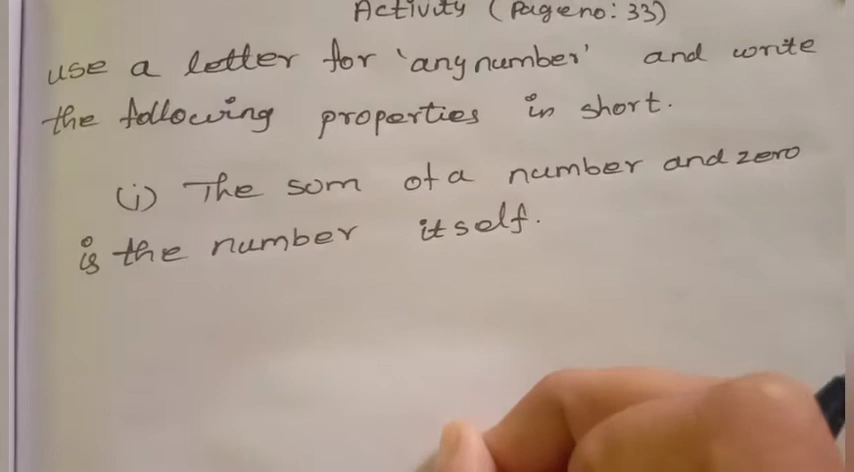 Activity (Page no: 33)
use a letter for 'any number' and write
the following properties in short.
(i) The som of a number and zero
is the number itself.